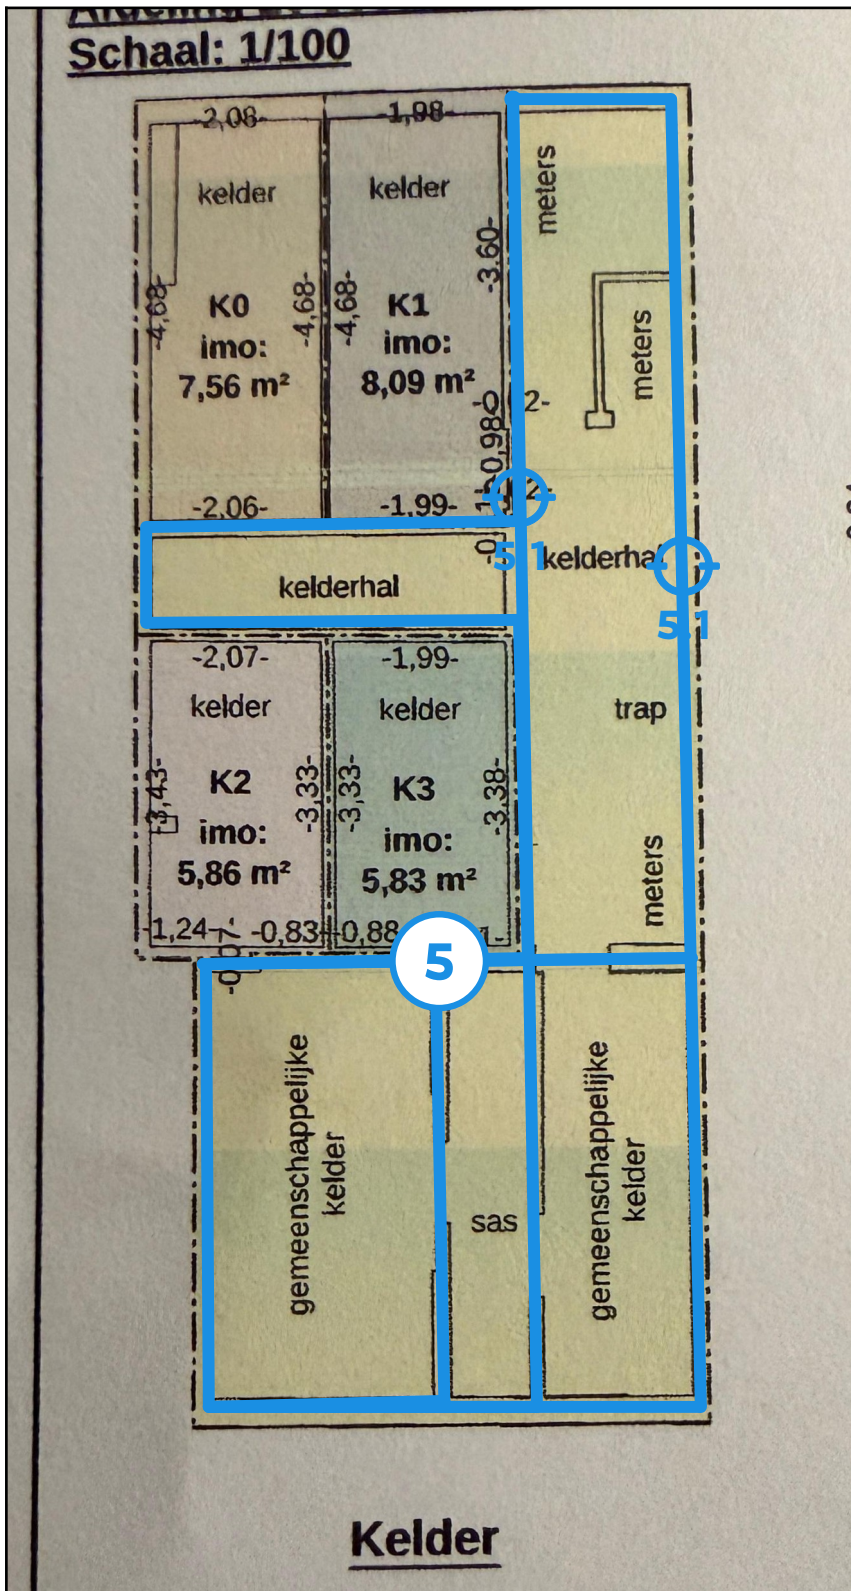 Schaal: 1/100
-2,08-
-1,98-
kelder
kelder
meters
-4,68-
-4,68-
-4,68-
-3.60-
K0
imo:
7,56 m²
K1
imo:
8,09 m²
meters
0,98
-2,06-
-1,99-
5.1
kelderhal
kelderhal
5.1
-2,07-
-1,99-
kelder
kelder
trap
-3,43-
-3,33-
-3,33-
-3,38-
K2
imo:
5,86 m²
K3
imo:
5,83 m²
meters
-1,24-
-0,83-
-0,88
5
gemeenschappelijke
kelder
sas
gemeenschappelijke
kelder
Kelder